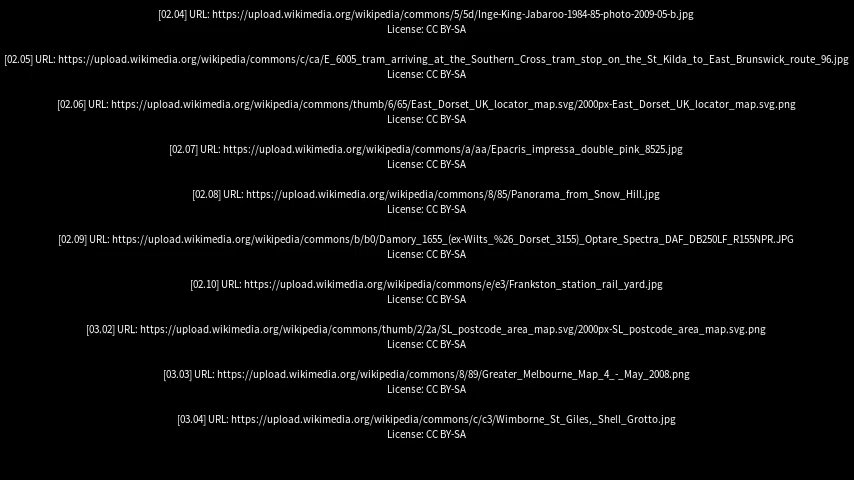 [02.04] URL: https://upload.wikimedia.org/wikipedia/commons/5/5d/Inge-King-Jabaroo-1984-85-photo-2009-05-b.jpg
License: CC BY-SA
[02.05] URL: https://upload.wikimedia.org/wikipedia/commons/c/ca/E_6005_tram_arriving_at_the_Southern_Cross_tram_stop_on_the_St_Kilda_to_East_Brunswick_route_96.jpg
License: CC BY-SA
[02.06] URL: https://upload.wikimedia.org/wikipedia/commons/thumb/6/65/East_Dorset_UK_locator_map.svg/2000px-East_Dorset_UK_locator_map.svg.png
License: CC BY-SA
[02.07] URL: https://upload.wikimedia.org/wikipedia/commons/a/aa/Epacris_impressa_double_pink_8525.jpg
License: CC BY-SA
[02.08] URL: https://upload.wikimedia.org/wikipedia/commons/8/85/Panorama_from_Snow_Hill.jpg
License: CC BY-SA
[02.09] URL: https://upload.wikimedia.org/wikipedia/commons/b/b0/Damory_1655_(ex-Wilts_%26_Dorset_3155)_Optare_Spectra_DAF_DB250LF_R155NPR.JPG
License: CC BY-SA
[02.10] URL: https://upload.wikimedia.org/wikipedia/commons/e/e3/Frankston_station_rail_yard.jpg
License: CC BY-SA
[03.02] URL: https://upload.wikimedia.org/wikipedia/commons/thumb/2/2a/SL_postcode_area_map.svg/2000px-SL_postcode_area_map.svg.png
License: CC BY-SA
[03.03] URL: https://upload.wikimedia.org/wikipedia/commons/8/89/Greater_Melbourne_Map_4_-_May_2008.png
License: CC BY-SA
[03.04] URL: https://upload.wikimedia.org/wikipedia/commons/c/c3/Wimborne_St_Giles,_Shell_Grotto.jpg
License: CC BY-SA